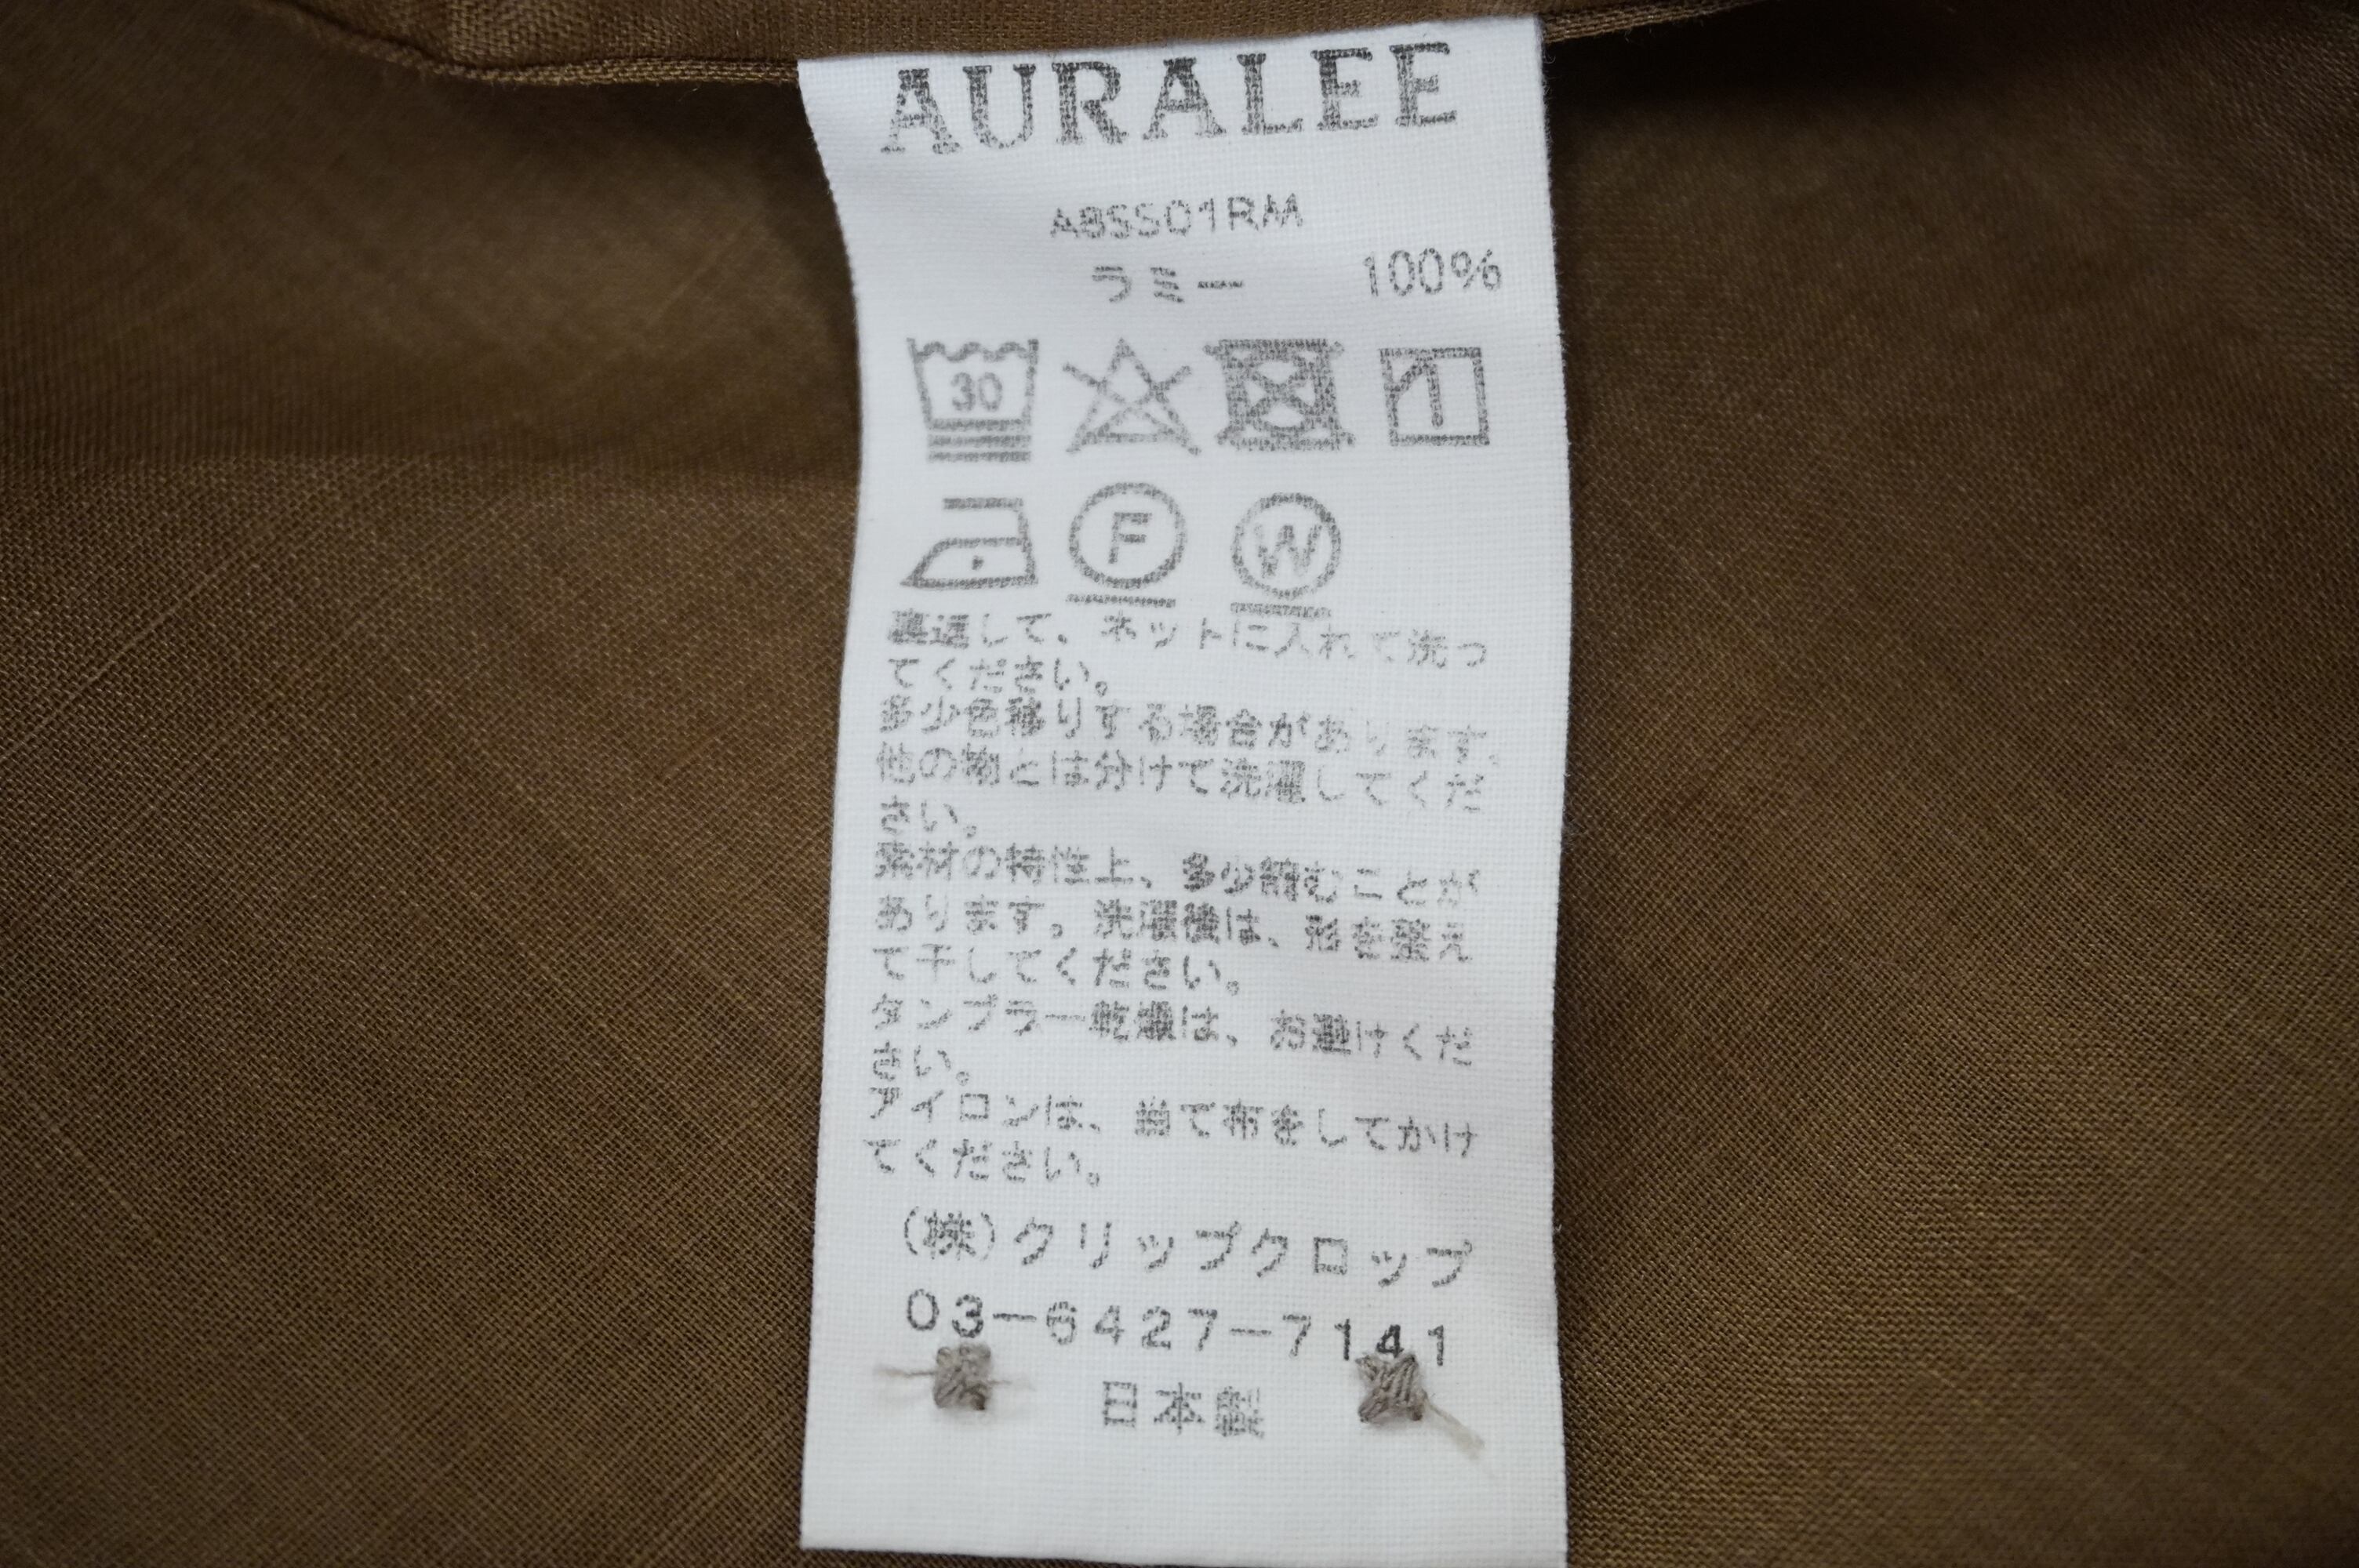 AURALEE
A8SS01RM
ラミー 100%
30
F
W
裏返して、ネットに入れて洗っ
てください。
多少色移りする場合があります。
他の物とは分けて洗濯してくだ
さい。
素材の特性上、多少縮むことが
あります。洗濯後は、形を整え
て干してください。
タンブラー乾燥は、お避けくだ
さい。
アイロンは、当て布をしてかけ
てください。
(株)クリップクロップ
03-6427-7141
日本製